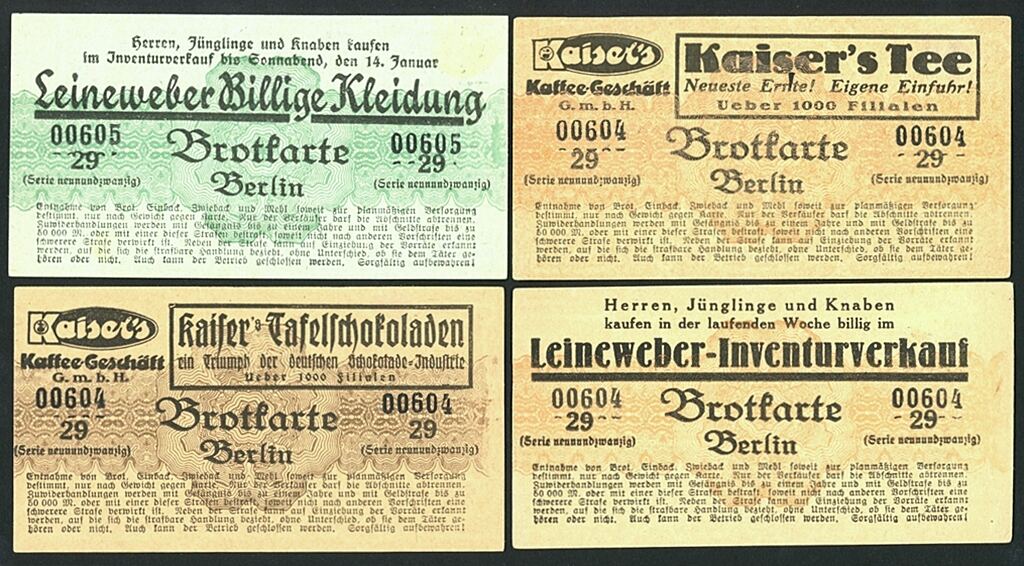 Herren, Jünglinge und Knaben kaufen
im Inventurverkauf bis Sonnabend, den 14. Januar
Leineweber Billige Kleidung
00605 Brotkarte 00605
29 29
(Serie neunundzwanzig) Berlin (Serie neunundzwanzig)
Entnahme von Brot, Einback, Zwieback und Mehl soweit zur planmäßigen Versorgung
bestimmt, nur nach Gewicht gegen Karte. Nur der Verkäufer darf die Abschnitte abtrennen.
Zuwiderhandlungen werden mit Gefängnis bis zu einem Jahre und mit Geldstrafe bis zu
50 000 M. oder mit einer dieser Strafen bestraft, soweit nicht nach anderen Vorschriften eine
schwerere Strafe verwirkt ist. Neben der Strafe kann auf Einziehung der Vorräte erkannt
werden, auf die sich die strafbare Handlung bezieht, ohne Unterschied, ob sie dem Täter ge-
hören oder nicht. Auch kann der Betrieb geschlossen werden. Sorgfältig aufbewahren!
Kaiser's
Kaffee-Geschäft
G. m. b. H.
Kaiser's Tee
Neueste Ernte! Eigene Einfuhr!
Ueber 1000 Filialen
00604 Brotkarte 00604
29 29
(Serie neunundzwanzig) Berlin (Serie neunundzwanzig)
Entnahme von Brot, Einback, Zwieback und Mehl soweit zur planmäßigen Versorgung
bestimmt, nur nach Gewicht gegen Karte. Nur der Verkäufer darf die Abschnitte abtrennen.
Zuwiderhandlungen werden mit Gefängnis bis zu einem Jahre und mit Geldstrafe bis zu
50 000 M. oder mit einer dieser Strafen bestraft, soweit nicht nach anderen Vorschriften eine
schwerere Strafe verwirkt ist. Neben der Strafe kann auf Einziehung der Vorräte erkannt
werden, auf die sich die strafbare Handlung bezieht, ohne Unterschied, ob sie dem Täter ge-
hören oder nicht. Auch kann der Betrieb geschlossen werden. Sorgfältig aufbewahren!
Kaiser's
Kaffee-Geschäft
G. m. b. H.
Kaiser's Tafelschokoladen
ein Triumph der deutschen Schokolade-Industrie
Ueber 1000 Filialen
00604 Brotkarte 00604
29 29
(Serie neunundzwanzig) Berlin (Serie neunundzwanzig)
Entnahme von Brot, Einback, Zwieback und Mehl soweit zur planmäßigen Versorgung
bestimmt, nur nach Gewicht gegen Karte. Nur der Verkäufer darf die Abschnitte abtrennen.
Zuwiderhandlungen werden mit Gefängnis bis zu einem Jahre und mit Geldstrafe bis zu
50 000 M. oder mit einer dieser Strafen bestraft, soweit nicht nach anderen Vorschriften eine
schwerere Strafe verwirkt ist. Neben der Strafe kann auf Einziehung der Vorräte erkannt
werden, auf die sich die strafbare Handlung bezieht, ohne Unterschied, ob sie dem Täter ge-
hören oder nicht. Auch kann der Betrieb geschlossen werden. Sorgfältig aufbewahren!
Herren, Jünglinge und Knaben
kaufen in der laufenden Woche billig im
Leineweber-Inventurverkauf
00604 Brotkarte 00604
29 29
(Serie neunundzwanzig) Berlin (Serie neunundzwanzig)
Entnahme von Brot, Einback, Zwieback und Mehl soweit zur planmäßigen Versorgung
bestimmt, nur nach Gewicht gegen Karte. Nur der Verkäufer darf die Abschnitte abtrennen.
Zuwiderhandlungen werden mit Gefängnis bis zu einem Jahre und mit Geldstrafe bis zu
50 000 M. oder mit einer dieser Strafen bestraft, soweit nicht nach anderen Vorschriften eine
schwerere Strafe verwirkt ist. Neben der Strafe kann auf Einziehung der Vorräte erkannt
werden, auf die sich die strafbare Handlung bezieht, ohne Unterschied, ob sie dem Täter ge-
hören oder nicht. Auch kann der Betrieb geschlossen werden. Sorgfältig aufbewahren!